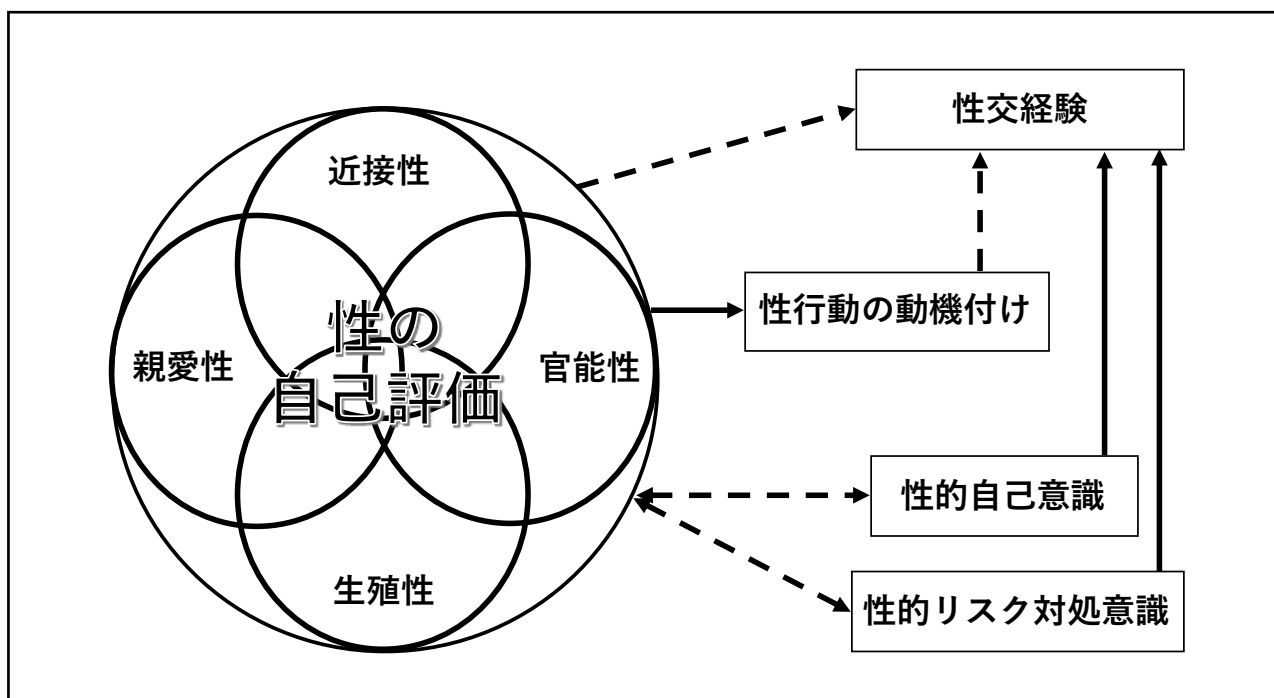 近接性
親愛性
性の
自己評価
官能性
生殖性
性交経験
性行動の動機付け
性的自己意識
性的リスク対処意識